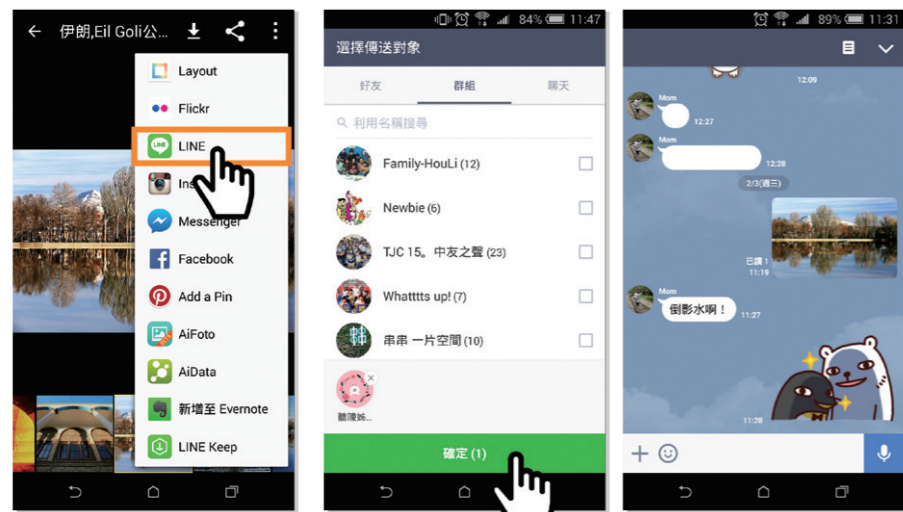 伊朗,Eil Goli公...
Layout
Flickr
LINE
Ins
Messenger
Facebook
Add a Pin
AiFoto
AiData
新增至 Evernote
LINE Keep
84% 11:47
選擇傳送對象
好友 群組 聊天
利用名稱搜尋
Family-HouLi (12)
Newbie (6)
TJC 15。中友之聲 (23)
Whatttts up! (7)
串串 一片空間 (10)
聽陳姊...
確定 (1)
89% 11:31
12:09
Mom
12:27
Mom
12:28
2/3(週三)
已讀 1
11:19
Mom
倒影水啊！
11:27
11:28